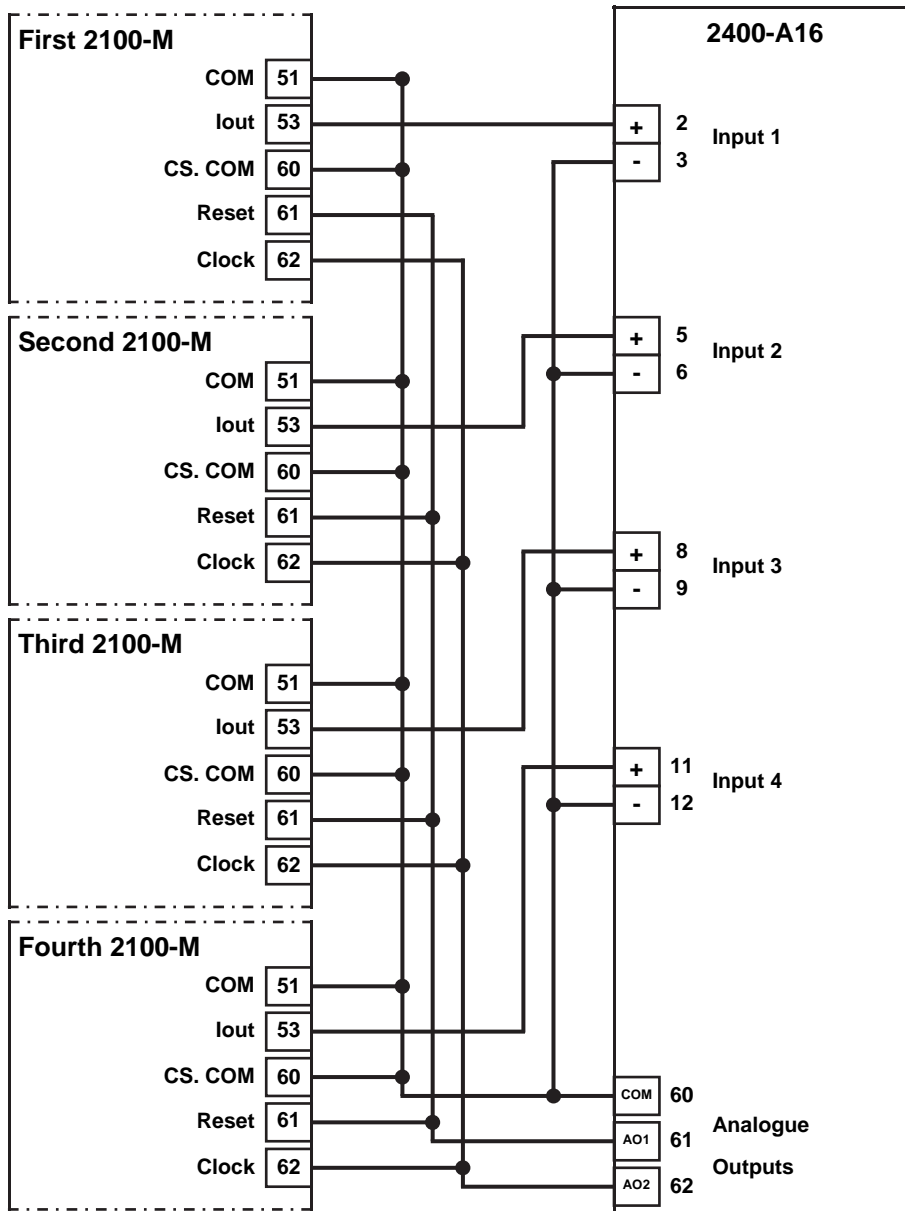 First 2100-M
COM 51
Iout 53
CS. COM 60
Reset 61
Clock 62
Second 2100-M
COM 51
Iout 53
CS. COM 60
Reset 61
Clock 62
Third 2100-M
COM 51
Iout 53
CS. COM 60
Reset 61
Clock 62
Fourth 2100-M
COM 51
Iout 53
CS. COM 60
Reset 61
Clock 62
2400-A16
+ 2
Input 1
- 3
+ 5
Input 2
- 6
+ 8
Input 3
- 9
+ 11
Input 4
- 12
COM 60
AO1 61
AO2 62
Analogue
Outputs